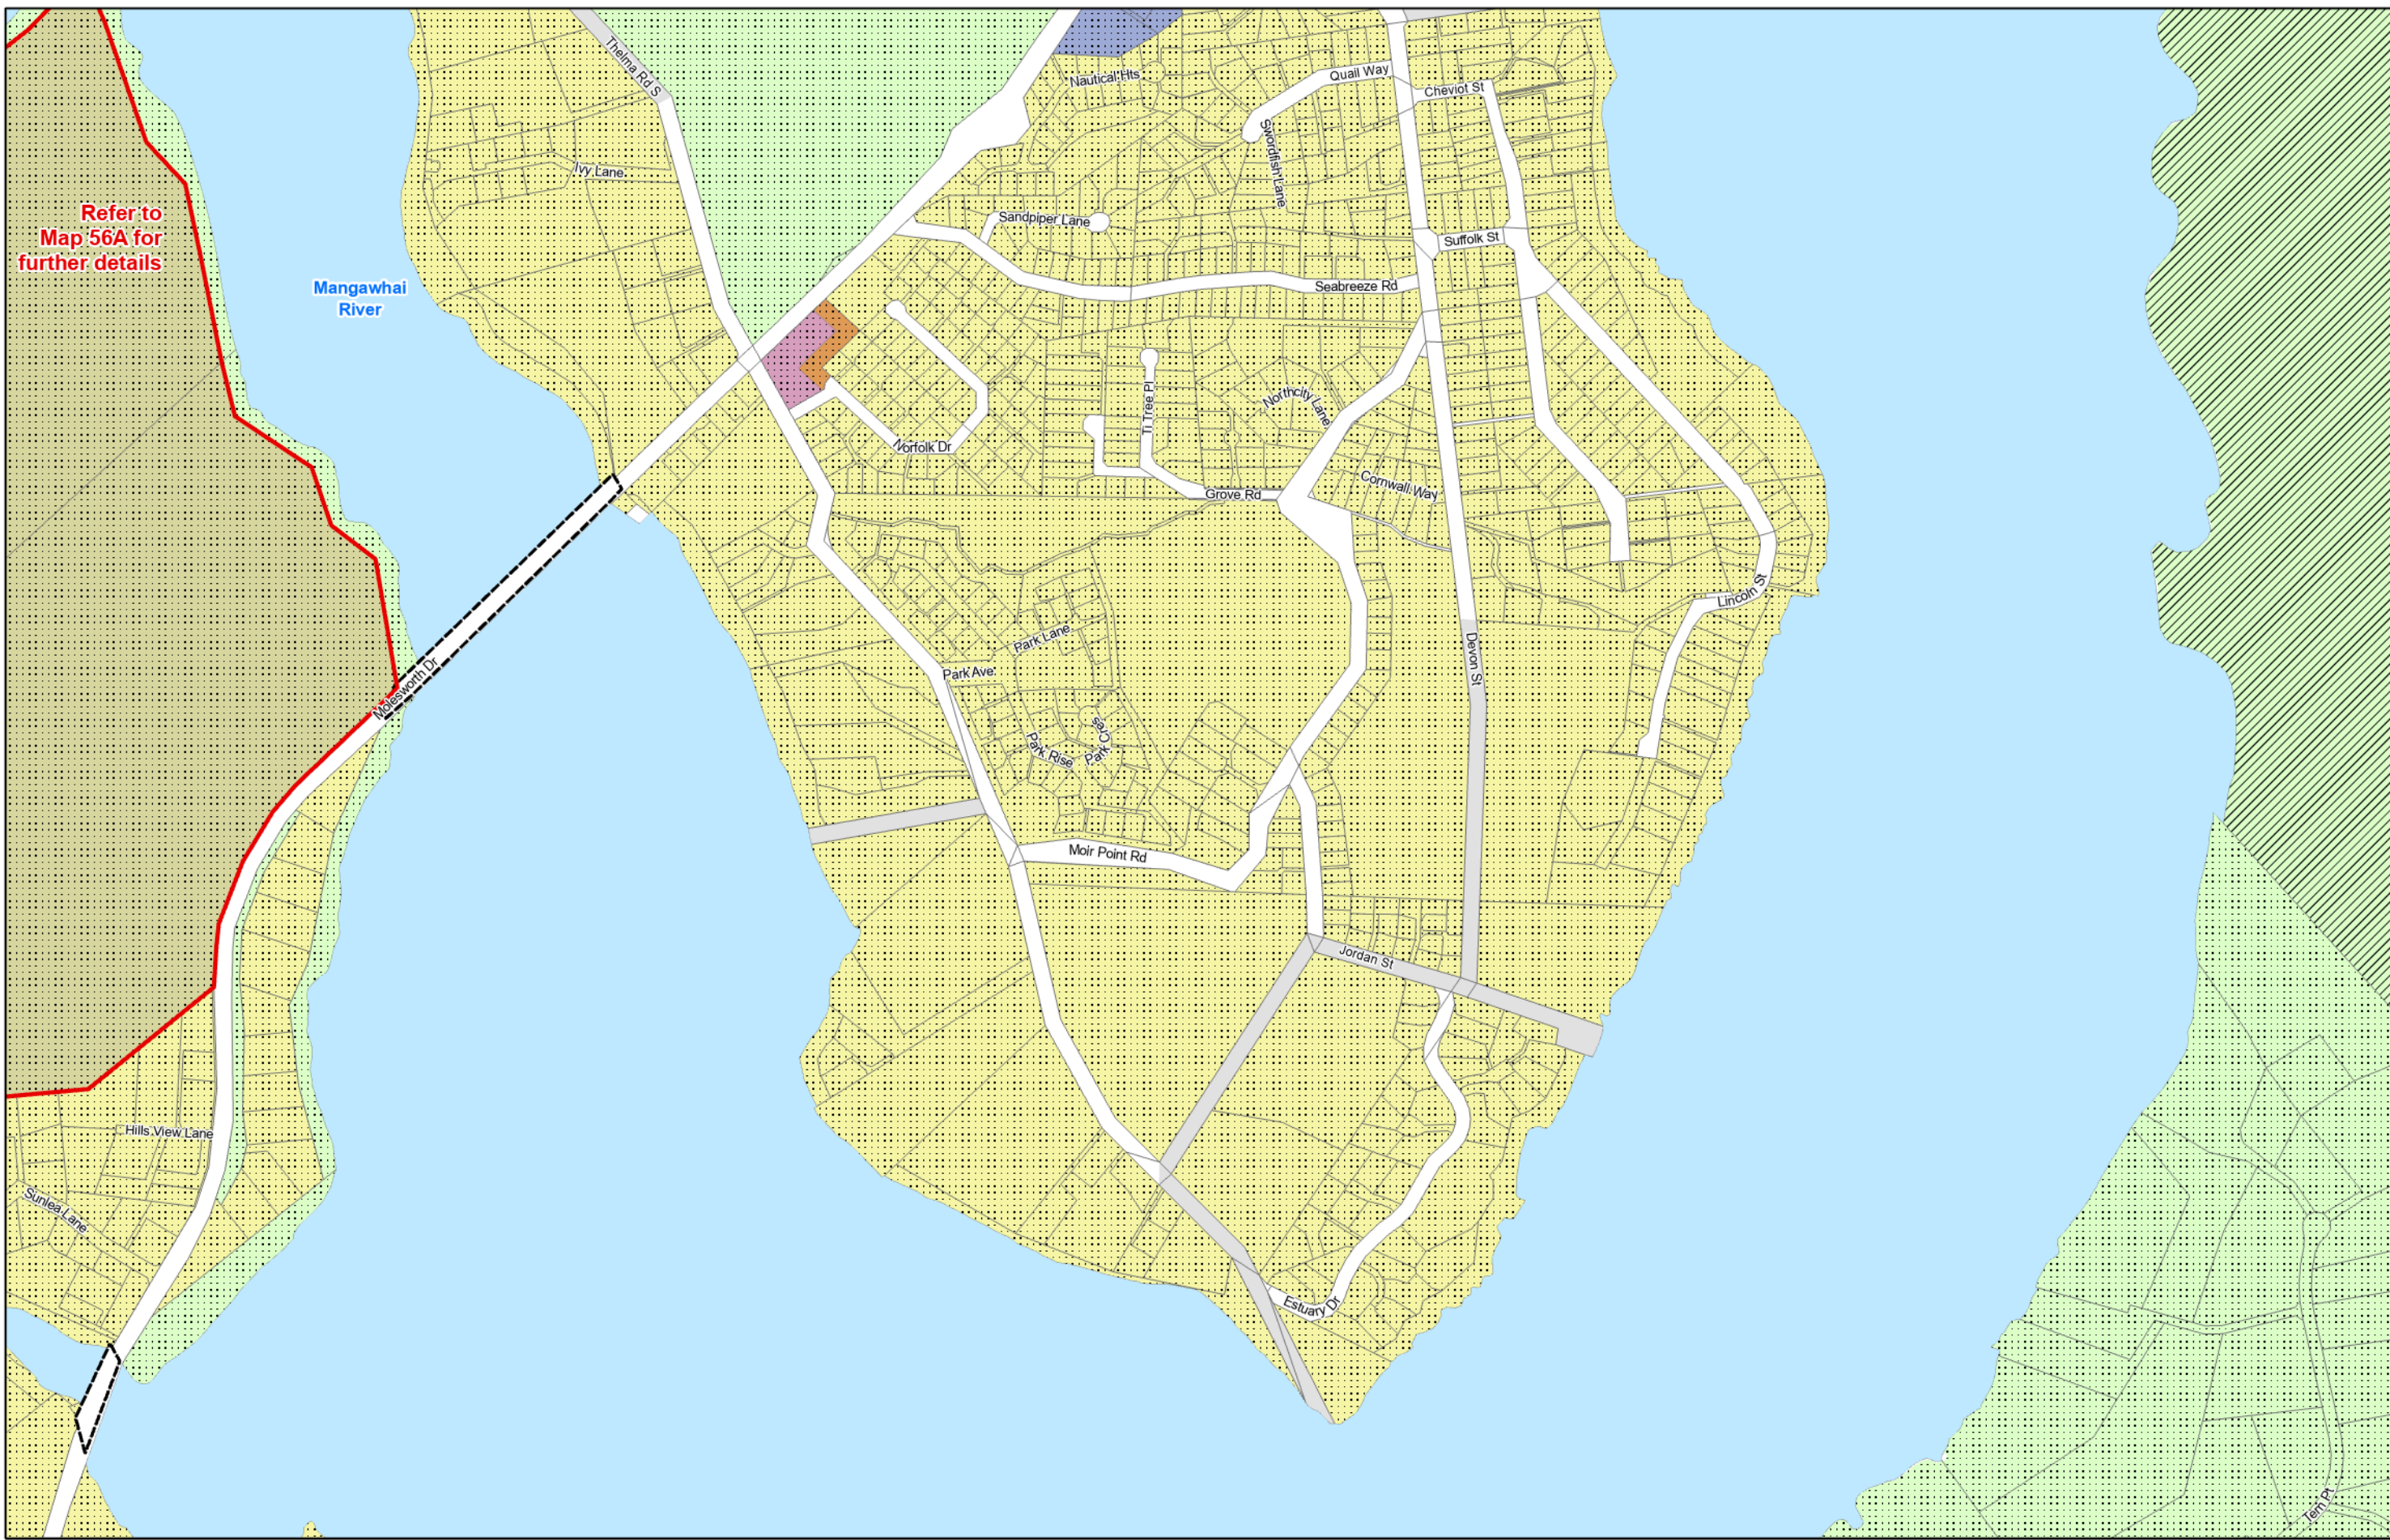 Thelma Rd S
Nautical Hts
Quail Way
Cheviot St
Swordfish Lane
Ivy Lane
Refer to
Map 56A for
further details
Sandpiper Lane
Suffolk St
Mangawhai
River
Seabreeze Rd
Ti Tree Pl
Northcity Lane
Norfolk Dr
Grove Rd
Cornwall Way
Lincoln St
Park Lane
Devon St
Park Ave
Molesworth Dr
Park Rise
Park Cres
Moir Point Rd
Jordan St
Hills View Lane
Sunlea Lane
Estuary Dr
Tern Pt